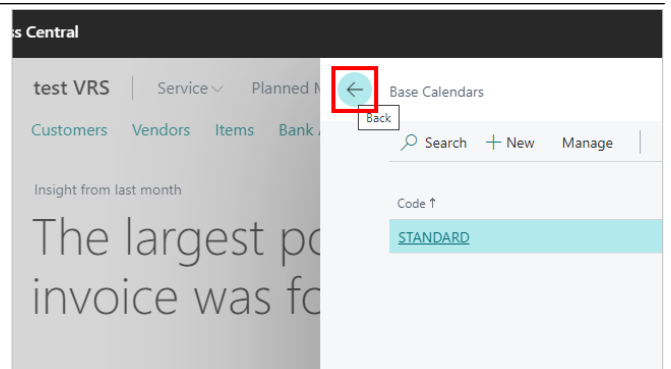 s Central
test VRS Service Planned M
Customers Vendors Items Bank
Insight from last month
The largest po
invoice was fo
Base Calendars
Back
Search + New Manage
Code ↑
STANDARD